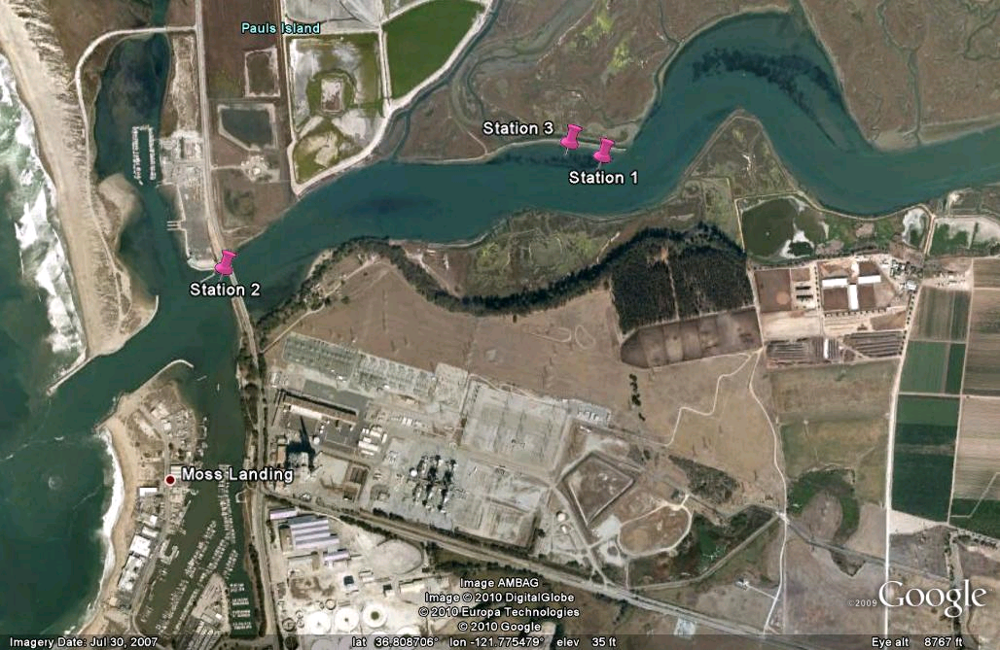 Pauls Island
Station 3
Station 1
Station 2
Moss Landing
Image AMBAG
Image © 2010 DigitalGlobe
© 2010 Europa Technologies
© 2010 Google
©2009 Google
Imagery Date: Jul 30, 2007 lat 36.808706° lon -121.775479° elev 35 ft Eye alt 8767 ft